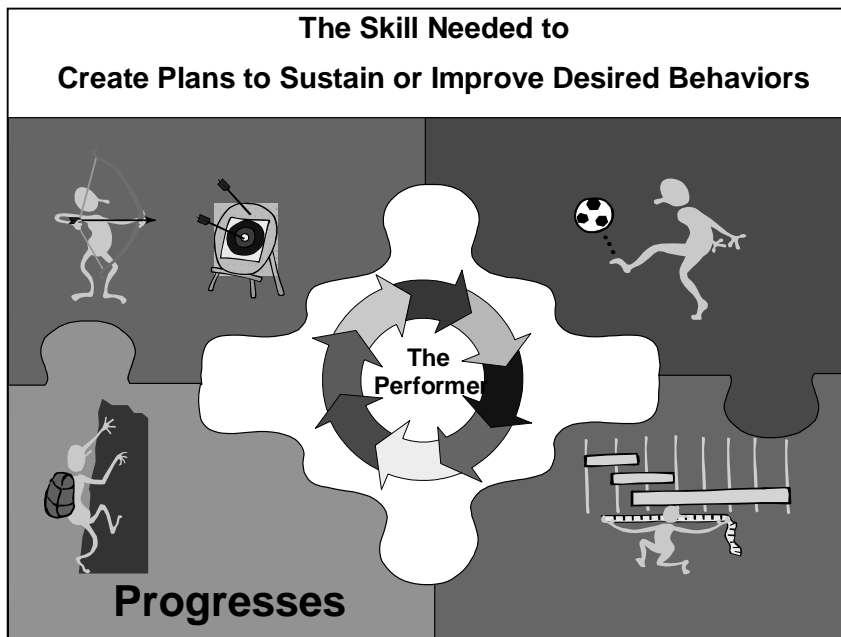 The Skill Needed to
Create Plans to Sustain or Improve Desired Behaviors
The
Performer
Progresses